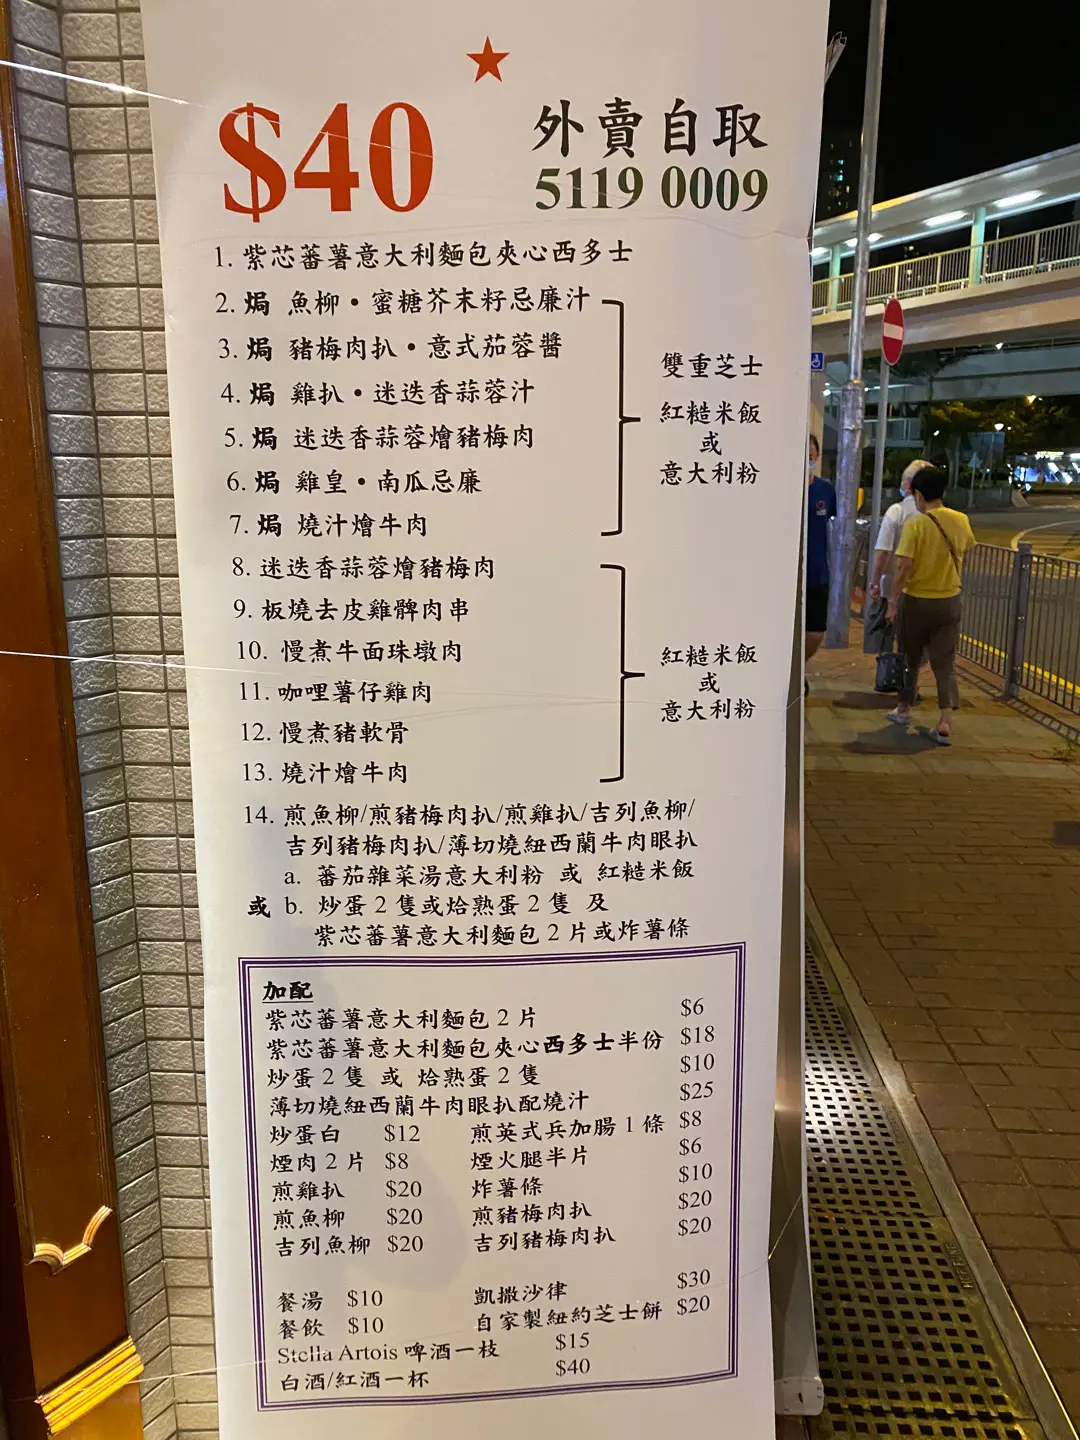 $40
外賣自取
5119 0009
1. 紫芯蕃薯意大利麵包夾心西多士
2. 焗 魚柳・蜜糖芥末籽忌廉汁
3. 焗 豬梅肉扒・意式茄蓉醬
4. 焗 雞扒・迷迭香蒜蓉汁
5. 焗 迷迭香蒜蓉燴豬梅肉
6. 焗 雞皇・南瓜忌廉
7. 焗 燒汁燴牛肉
雙重芝士
紅糙米飯
或
意大利粉
8. 迷迭香蒜蓉燴豬梅肉
9. 板燒去皮雞髀肉串
10. 慢煮牛面珠墩肉
11. 咖哩薯仔雞肉
12. 慢煮豬軟骨
13. 燒汁燴牛肉
紅糙米飯
或
意大利粉
14. 煎魚柳/煎豬梅肉扒/煎雞扒/吉列魚柳/
吉列豬梅肉扒/薄切燒紐西蘭牛肉眼扒
a. 蕃茄雜菜湯意大利粉 或 紅糙米飯
或 b. 炒蛋 2 隻或烚熟蛋 2 隻 及
紫芯蕃薯意大利麵包 2 片或炸薯條
加配
紫芯蕃薯意大利麵包 2 片 $6
紫芯蕃薯意大利麵包夾心西多士半份 $18
炒蛋 2 隻 或 烚熟蛋 2 隻 $10
薄切燒紐西蘭牛肉眼扒配燒汁 $25
炒蛋白 $12 煎英式兵加腸 1 條 $8
煙肉 2 片 $8 煙火腿半片 $6
煎雞扒 $20 炸薯條 $10
煎魚柳 $20 煎豬梅肉扒 $20
吉列魚柳 $20 吉列豬梅肉扒 $20
餐湯 $10 凱撒沙律 $30
餐飲 $10 自家製紐約芝士餅 $20
Stella Artois 啤酒一枝 $15
白酒/紅酒一杯 $40